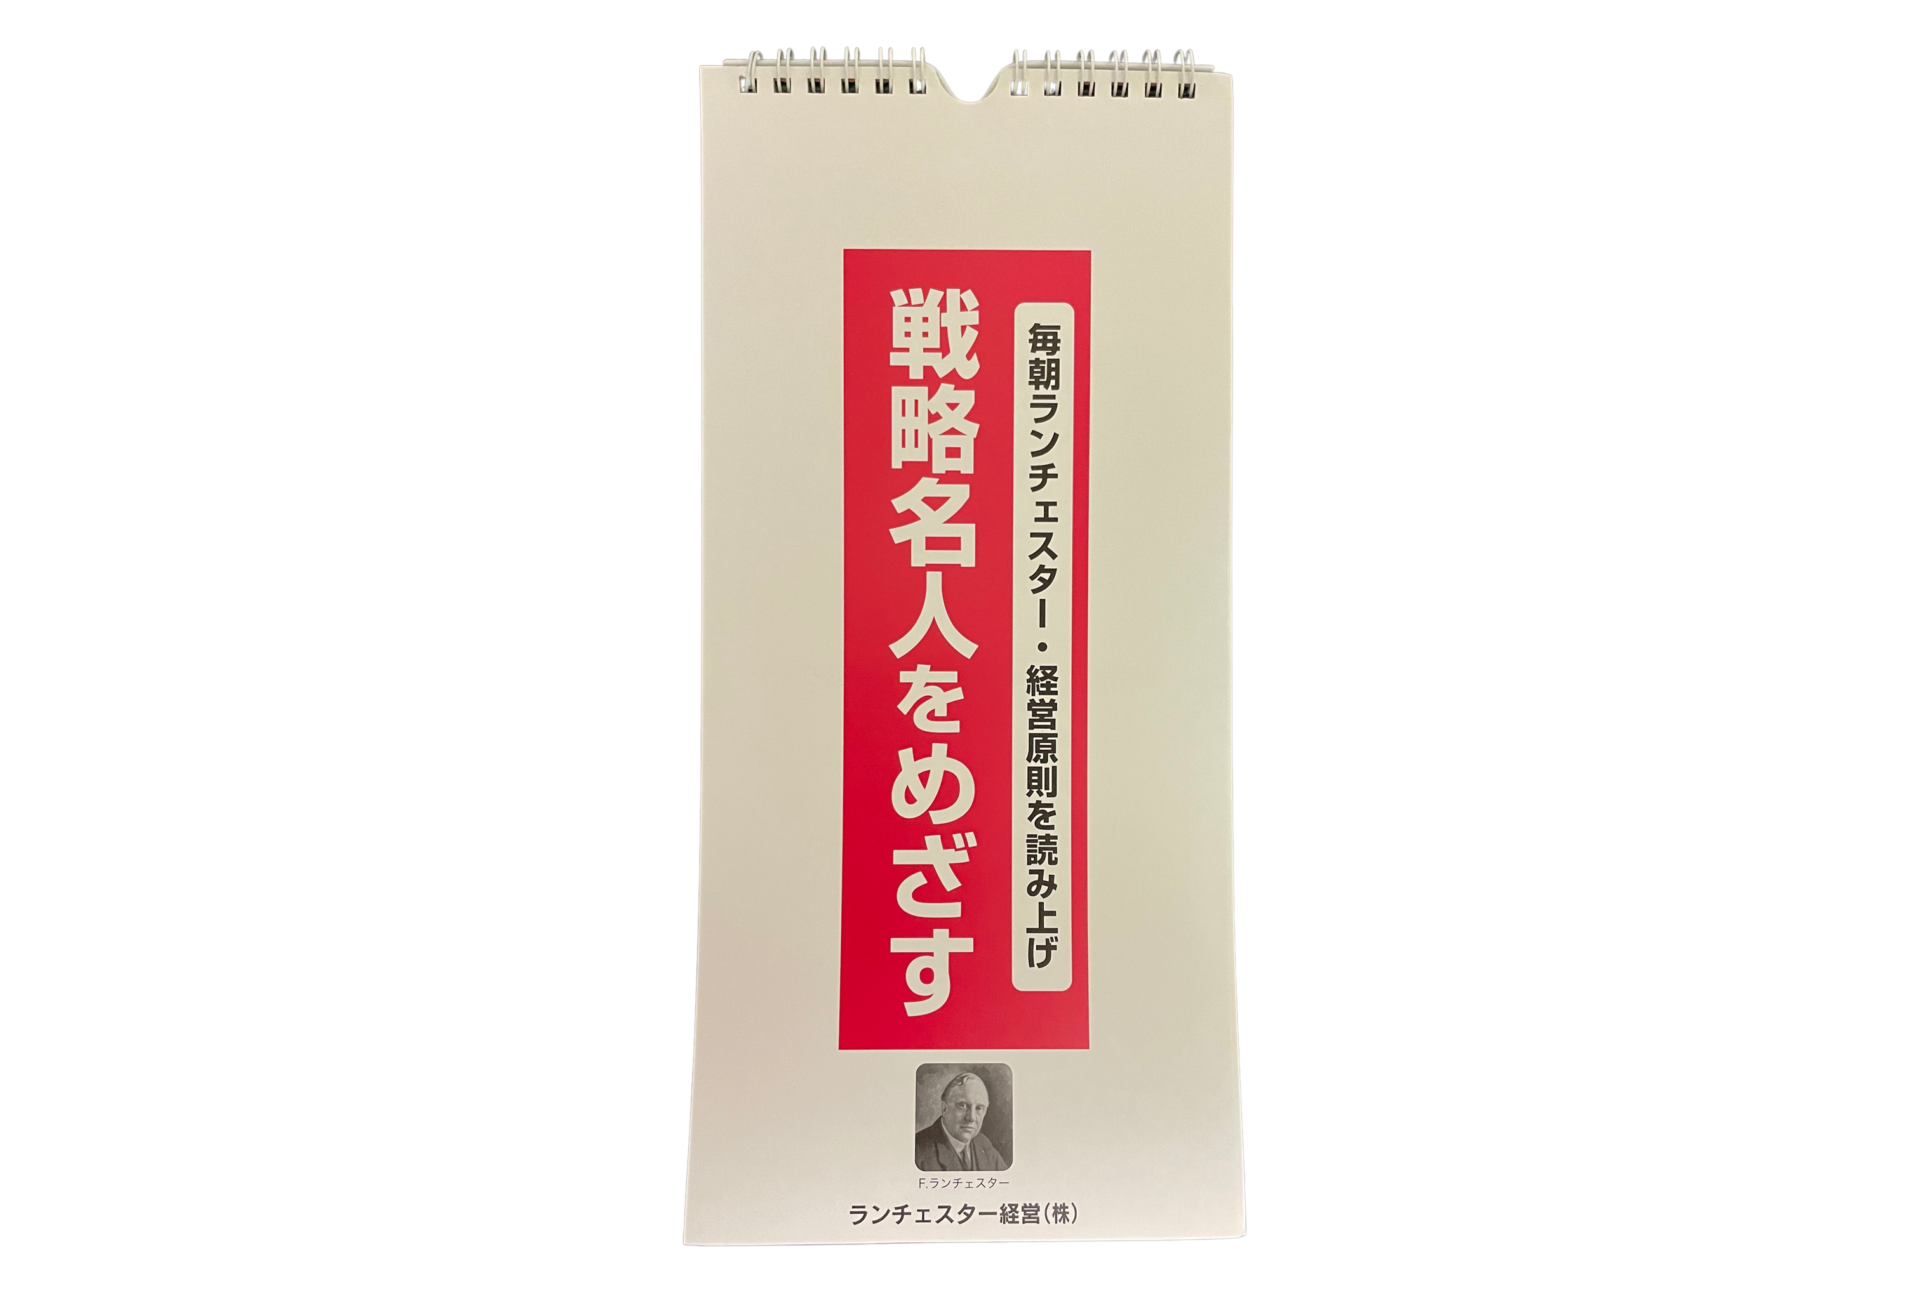 毎朝ランチェスター・経営原則を読み上げ
戦略名人をめざす
F.ランチェスター
ランチェスター経営(株)